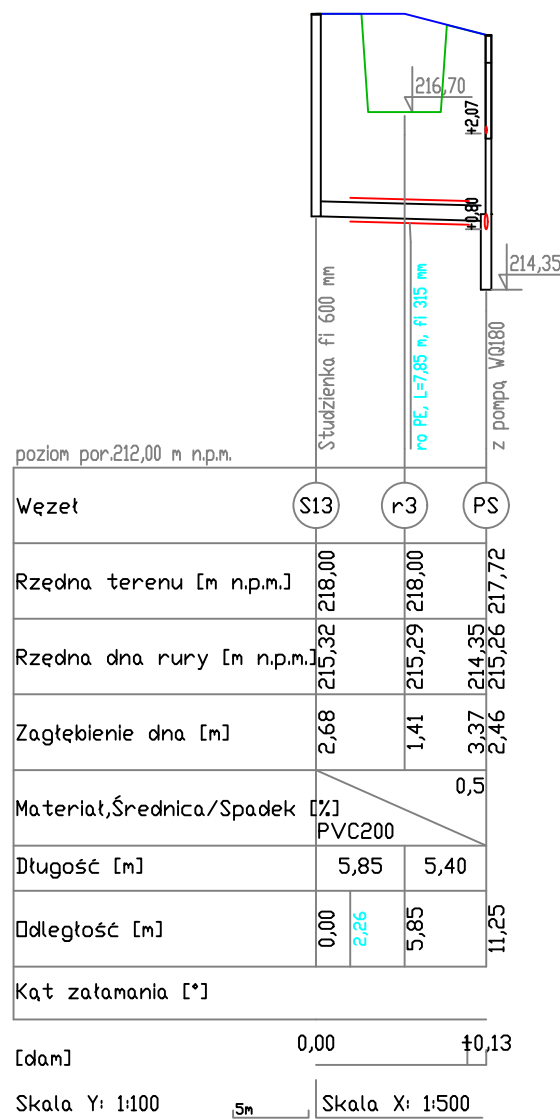 216,70
+2,07
+0,80
214,35
Studzienka fi 600 mm
ro PE, L=7,85 m, fi 315 mm
z pompą WQ180
poziom por.212,00 m n.p.m.
Węzeł S13 r3 PS
Rzędna terenu [m n.p.m.] 218,00 218,00 217,72
Rzędna dna rury [m n.p.m.] 215,32 215,29 214,35 215,26
Zagłębienie dna [m] 2,68 1,41 3,37 2,46
Materiał,Średnica/Spadek [%] PVC200 0,5
Długość [m] 5,85 5,40
Odległość [m] 0,00 2,26 5,85 11,25
Kąt załamania [°]
[dam] 0,00 10,13
Skala Y: 1:100 5m Skala X: 1:500